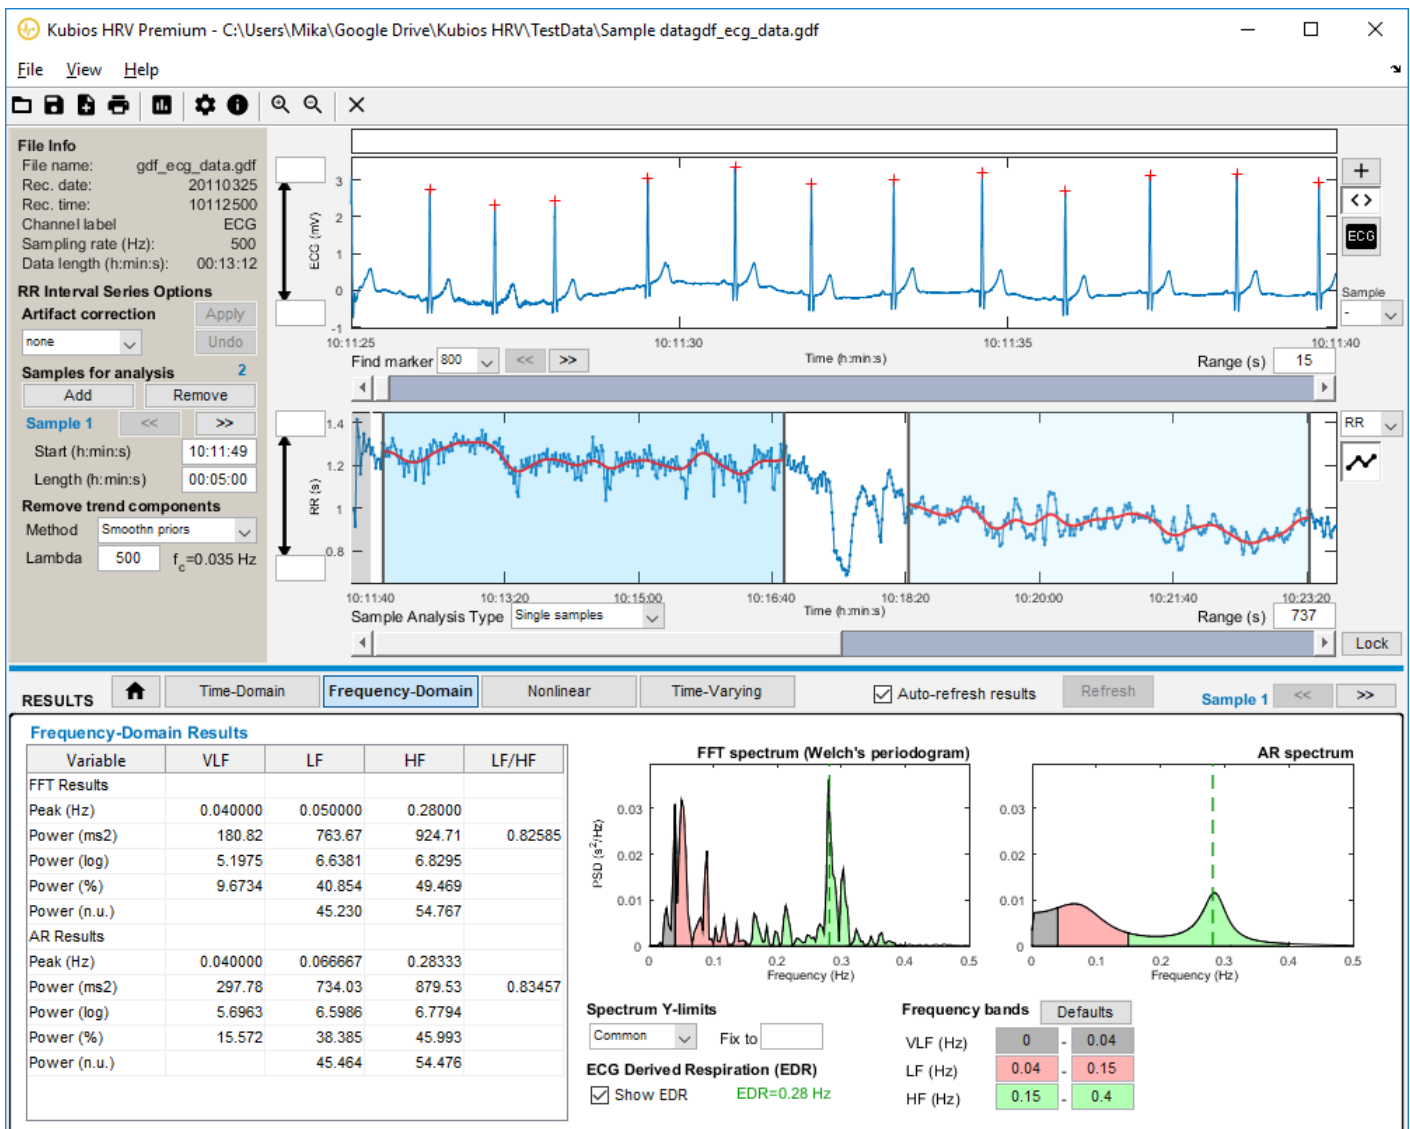 Kubios HRV Premium - C:\Users\Mika\Google Drive\Kubios HRV\TestData\Sample datagdf_ecg_data.gdf
File View Help
File Info
File name: gdf_ecg_data.gdf
Rec. date: 20110325
Rec. time: 10112500
Channel label ECG
Sampling rate (Hz): 500
Data length (h:min:s): 00:13:12
RR Interval Series Options
Artifact correction Apply
none Undo
Samples for analysis 2
Add Remove
Sample 1 << >>
Start (h:min:s) 10:11:49
Length (h:min:s) 00:05:00
Remove trend components
Method Smoothn priors
Lambda 500 fc=0.035 Hz
ECG (mV)
3
2
1
0
-1
10:11:25 10:11:30 10:11:35 10:11:40
Time (h:min:s)
Find marker 800 << >>
Range (s) 15
ECG
Sample
-
RR (s)
1.4
1.2
1
0.8
10:11:40 10:13:20 10:15:00 10:16:40 10:18:20 10:20:00 10:21:40 10:23:20
Time (h:min:s)
Sample Analysis Type Single samples
Range (s) 737
RR
Lock
RESULTS Time-Domain Frequency-Domain Nonlinear Time-Varying Auto-refresh results Refresh Sample 1 << >>
Frequency-Domain Results
Variable VLF LF HF LF/HF
FFT Results
Peak (Hz) 0.040000 0.050000 0.28000
Power (ms2) 180.82 763.67 924.71 0.82585
Power (log) 5.1975 6.6381 6.8295
Power (%) 9.6734 40.854 49.469
Power (n.u.) 45.230 54.767
AR Results
Peak (Hz) 0.040000 0.066667 0.28333
Power (ms2) 297.78 734.03 879.53 0.83457
Power (log) 5.6963 6.5986 6.7794
Power (%) 15.572 38.385 45.993
Power (n.u.) 45.464 54.476
FFT spectrum (Welch's periodogram)
PSD (s2/Hz)
0.03
0.02
0.01
0
0 0.1 0.2 0.3 0.4 0.5
Frequency (Hz)
AR spectrum
0.03
0.02
0.01
0
0 0.1 0.2 0.3 0.4 0.5
Frequency (Hz)
Spectrum Y-limits
Common Fix to
ECG Derived Respiration (EDR)
Show EDR EDR=0.28 Hz
Frequency bands Defaults
VLF (Hz) 0 - 0.04
LF (Hz) 0.04 - 0.15
HF (Hz) 0.15 - 0.4